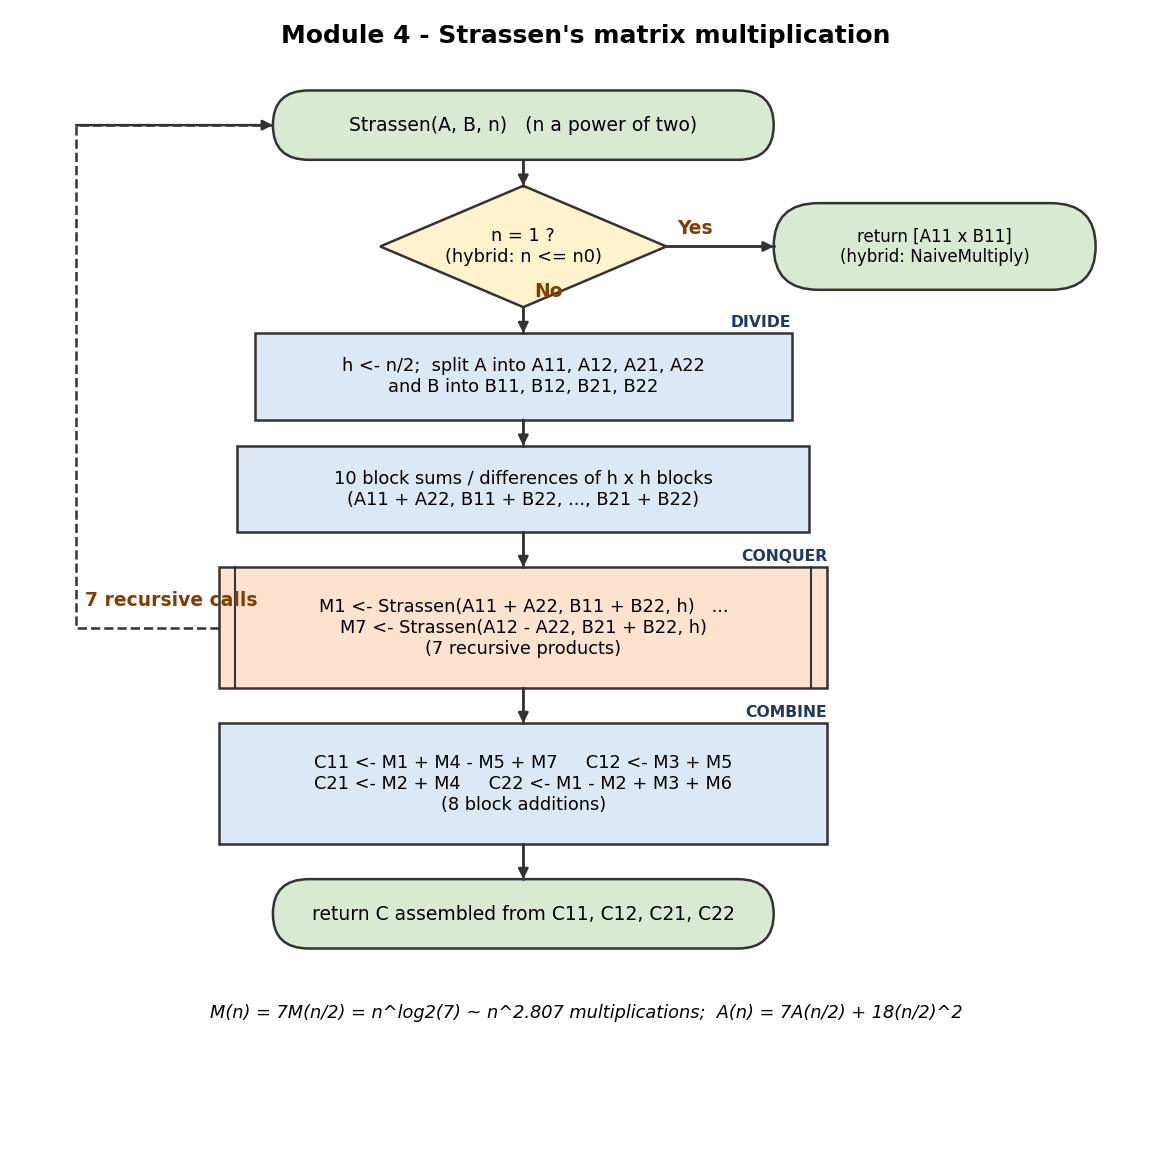 Module 4 - Strassen's matrix multiplication
Strassen(A, B, n)   (n a power of two)
n = 1 ?
(hybrid: n <= n0)
Yes
return [A11 x B11]
(hybrid: NaiveMultiply)
No
DIVIDE
h <- n/2;  split A into A11, A12, A21, A22
and B into B11, B12, B21, B22
10 block sums / differences of h x h blocks
(A11 + A22, B11 + B22, ..., B21 + B22)
CONQUER
7 recursive calls
M1 <- Strassen(A11 + A22, B11 + B22, h)   ...
M7 <- Strassen(A12 - A22, B21 + B22, h)
(7 recursive products)
COMBINE
C11 <- M1 + M4 - M5 + M7     C12 <- M3 + M5
C21 <- M2 + M4     C22 <- M1 - M2 + M3 + M6
(8 block additions)
return C assembled from C11, C12, C21, C22
M(n) = 7M(n/2) = n^log2(7) ~ n^2.807 multiplications;  A(n) = 7A(n/2) + 18(n/2)^2